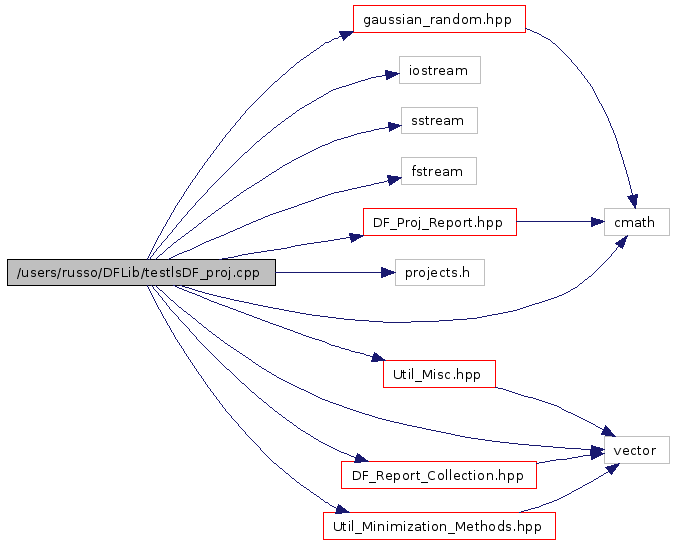 gaussian_random.hpp
iostream
sstream
fstream
DF_Proj_Report.hpp
cmath
/users/russo/DFLib/testlsDF_proj.cpp
projects.h
Util_Misc.hpp
vector
DF_Report_Collection.hpp
Util_Minimization_Methods.hpp